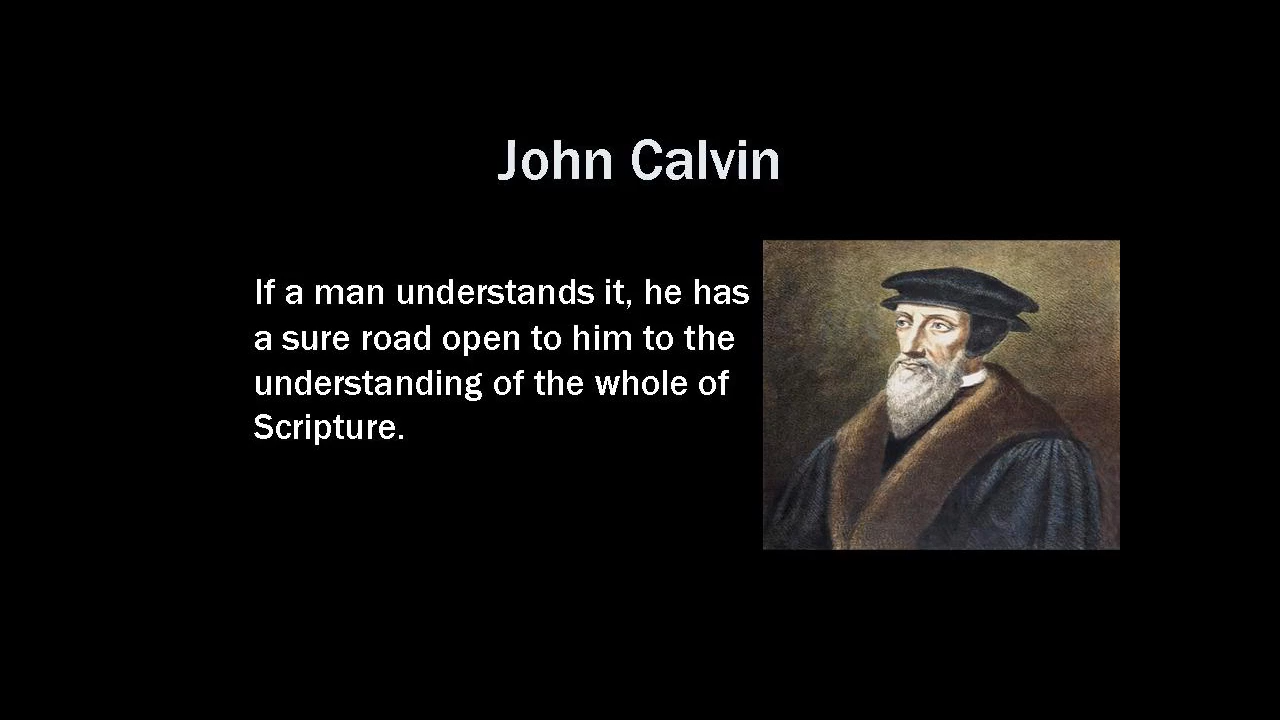 John Calvin
If a man understands it, he has
a sure road open to him to the
understanding of the whole of
Scripture.